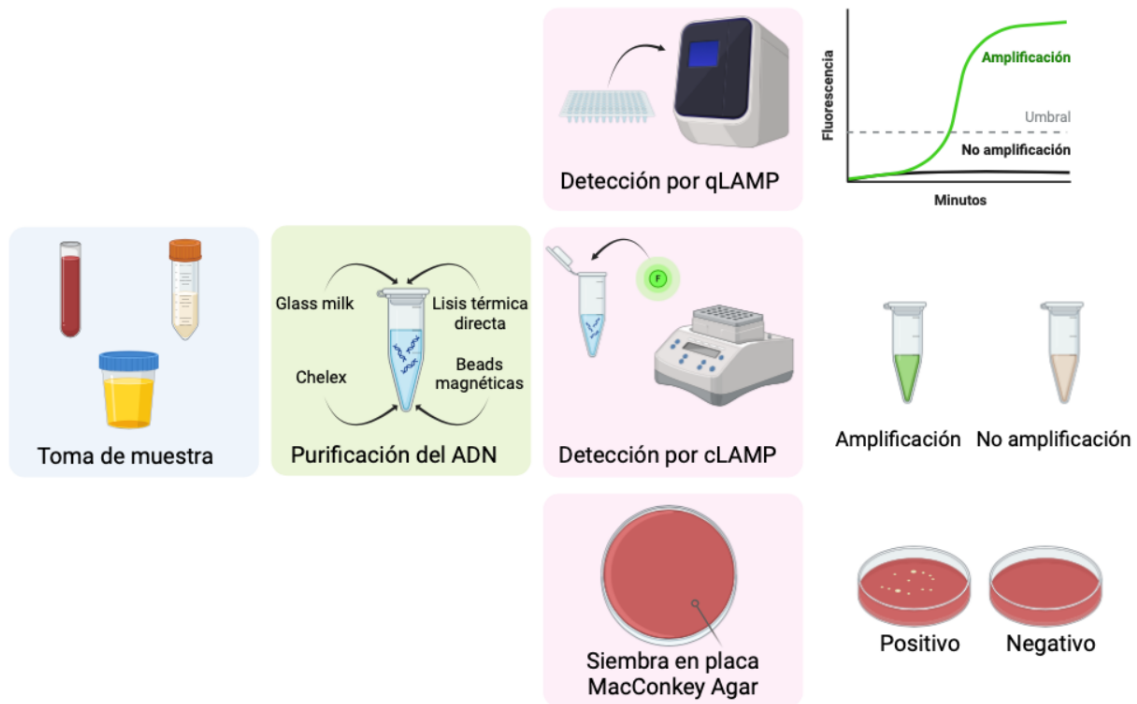 Fluorescencia
Amplificación
Umbral
No amplificación
Minutos
Detección por qLAMP
Toma de muestra
Glass milk
Lisis térmica
directa
Chelex
Beads
magnéticas
Purificación del ADN
F
Detección por cLAMP
Amplificación
No amplificación
Siembra en placa
MacConkey Agar
Positivo
Negativo